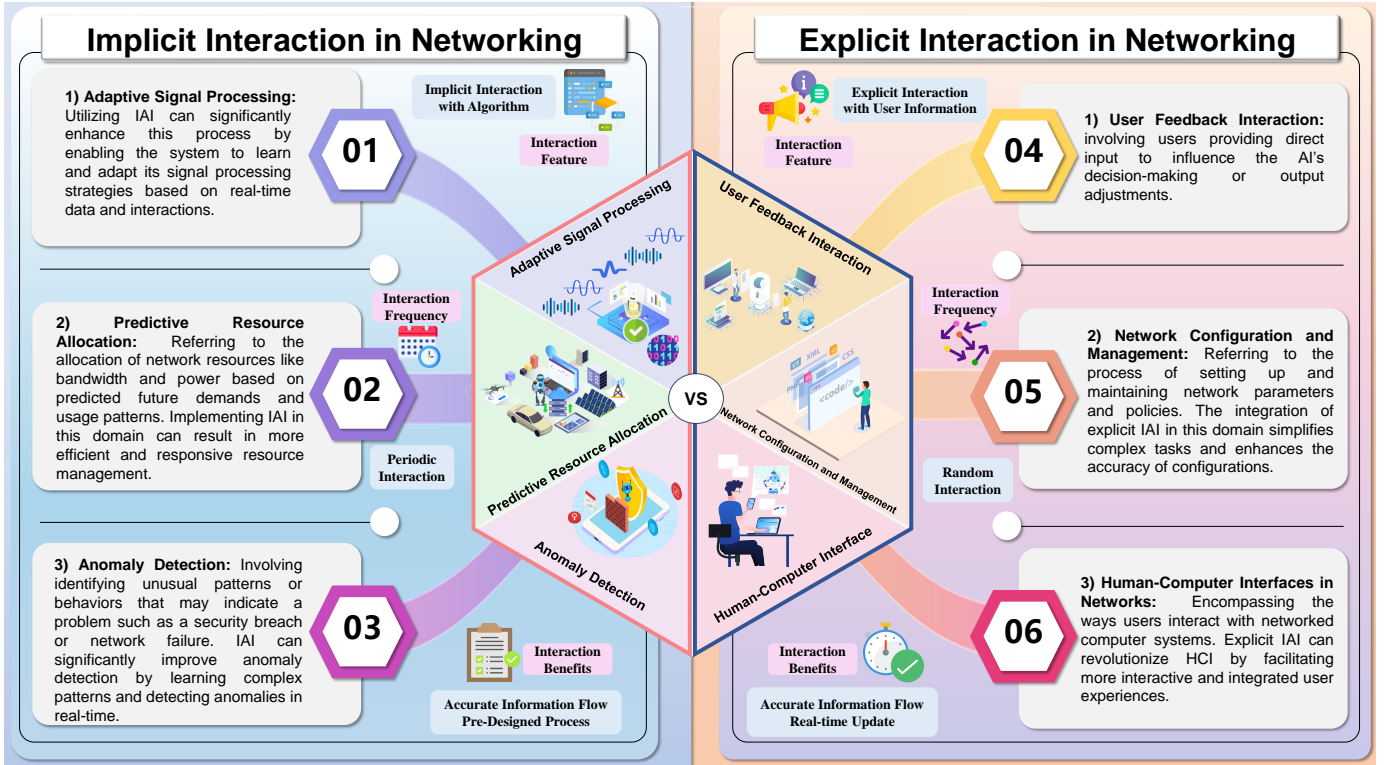 Implicit Interaction in Networking
1) Adaptive Signal Processing:
Utilizing IAI can significantly
enhance this process by
enabling the system to learn
and adapt its signal processing
strategies based on real-time
data and interactions.
01
Implicit Interaction
with Algorithm
Interaction
Feature
2) Predictive Resource
Allocation: Referring to the
allocation of network resources like
bandwidth and power based on
predicted future demands and
usage patterns. Implementing IAI in
this domain can result in more
efficient and responsive resource
management.
02
Interaction
Frequency
Periodic
Interaction
3) Anomaly Detection: Involving
identifying unusual patterns or
behaviors that may indicate a
problem such as a security breach
or network failure. IAI can
significantly improve anomaly
detection by learning complex
patterns and detecting anomalies in
real-time.
03
Interaction
Benefits
Accurate Information Flow
Pre-Designed Process
Adaptive Signal Processing
Predictive Resource Allocation
Anomaly Detection
VS
User Feedback Interaction
Network Configuration and Management
Human-Computer Interface
XML
CSS
<code/>
Explicit Interaction in Networking
Explicit Interaction
with User Information
Interaction
Feature
04
1) User Feedback Interaction:
involving users providing direct
input to influence the AI's
decision-making or output
adjustments.
Interaction
Frequency
Random
Interaction
05
2) Network Configuration and
Management: Referring to the
process of setting up and
maintaining network parameters
and policies. The integration of
explicit IAI in this domain simplifies
complex tasks and enhances the
accuracy of configurations.
Interaction
Benefits
Accurate Information Flow
Real-time Update
06
3) Human-Computer Interfaces in
Networks: Encompassing the
ways users interact with networked
computer systems. Explicit IAI can
revolutionize HCI by facilitating
more interactive and integrated user
experiences.